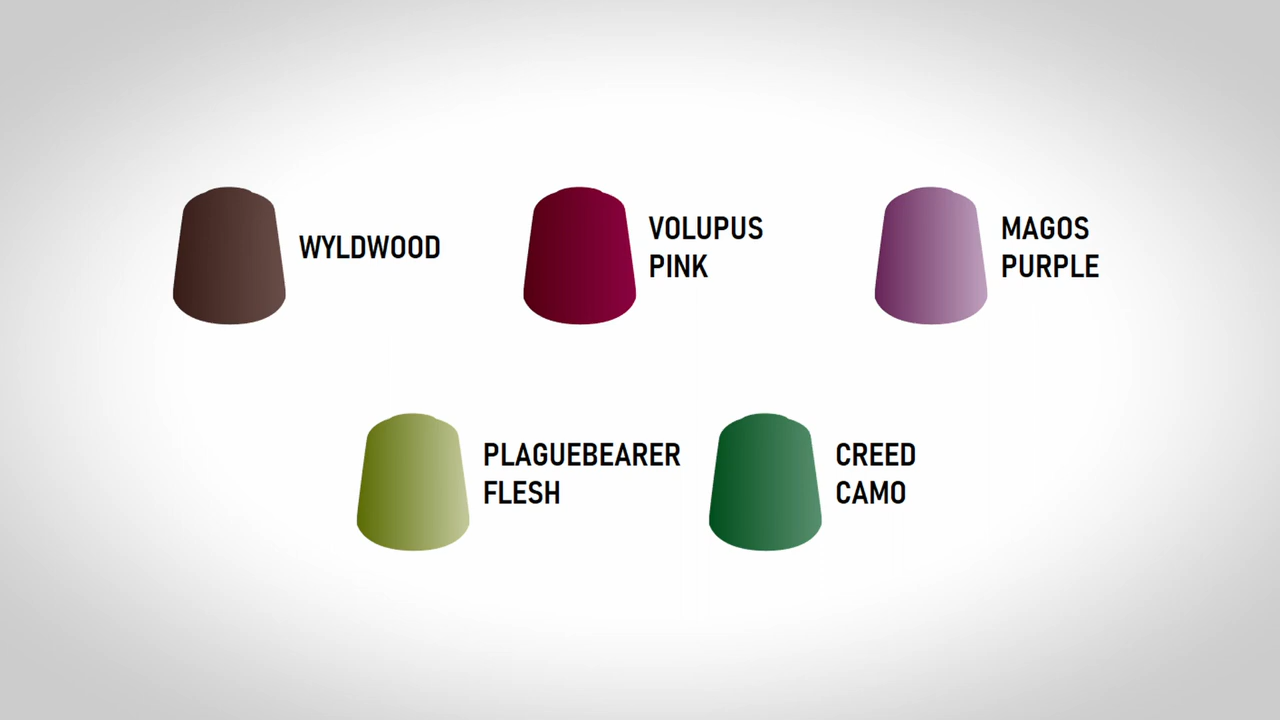 WYLDWOOD
VOLUPUS
PINK
MAGOS
PURPLE
PLAGUEBEARER
FLESH
CREED
CAMO